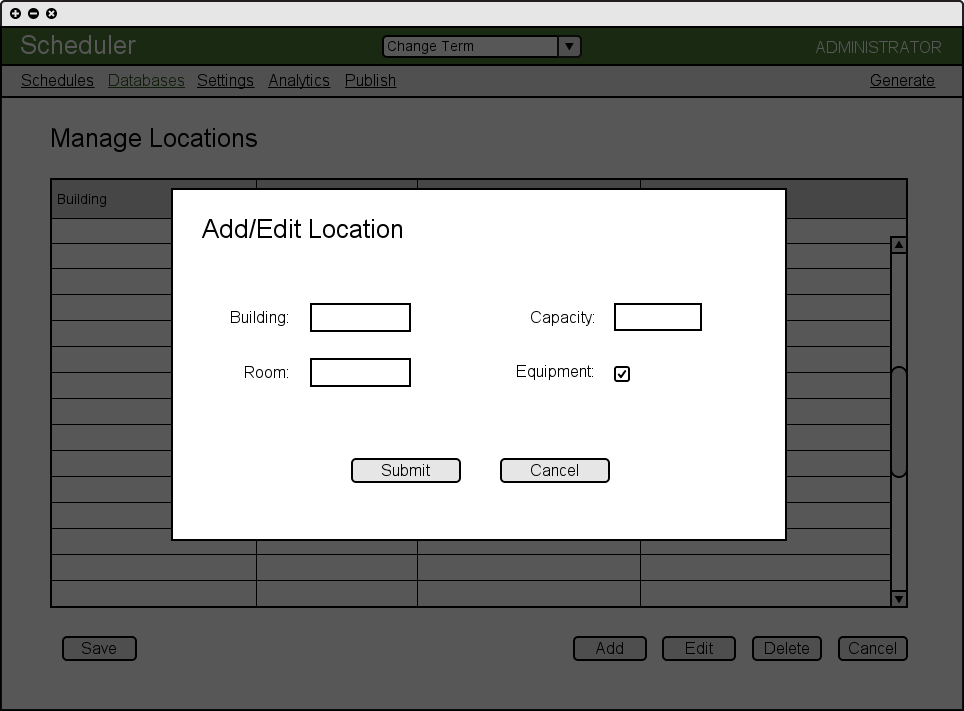 Scheduler
Change Term
ADMINISTRATOR
Schedules Databases Settings Analytics Publish Generate
Manage Locations
Building
Add/Edit Location
Building:
Capacity:
Room:
Equipment:
Submit
Cancel
Save
Add
Edit
Delete
Cancel